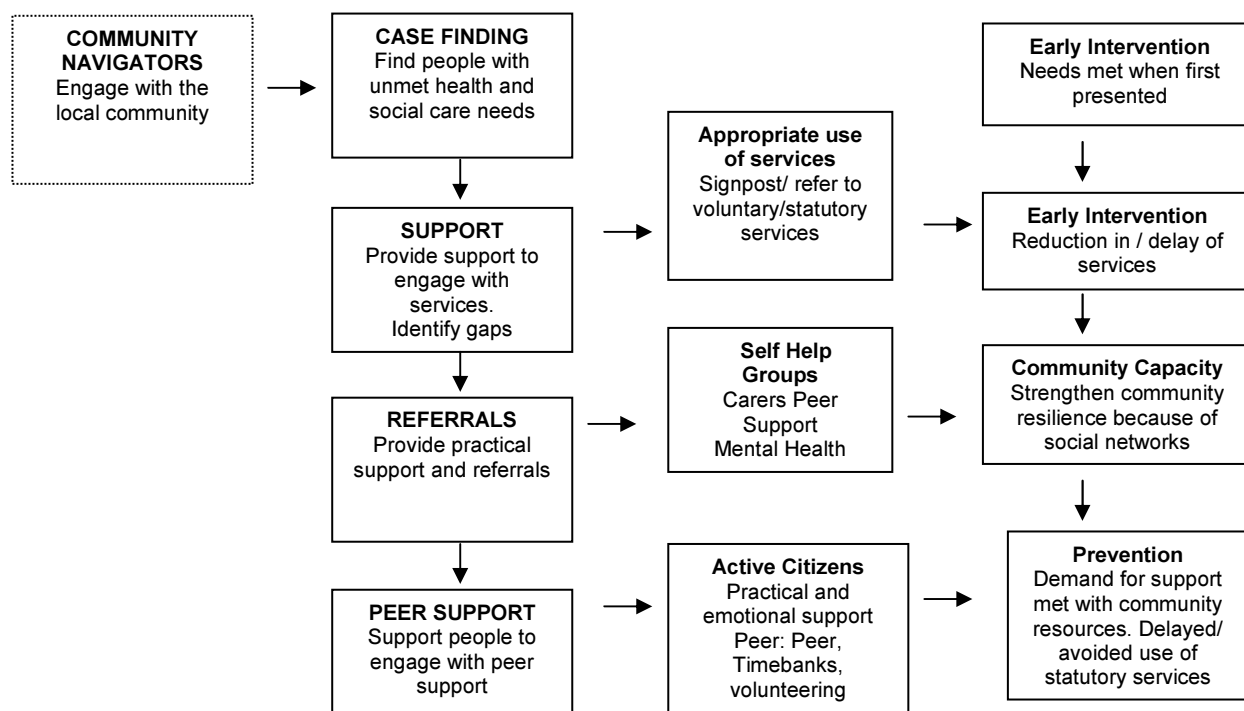 COMMUNITY
NAVIGATORS
Engage with the
local community
CASE FINDING
Find people with
unmet health and
social care needs
Early Intervention
Needs met when first
presented
Appropriate use
of services
Signpost/ refer to
voluntary/statutory
services
SUPPORT
Provide support to
engage with
services.
Identify gaps
Early Intervention
Reduction in / delay of
services
Self Help
Groups
Carers Peer
Support
Mental Health
Community Capacity
Strengthen community
resilience because of
social networks
REFERRALS
Provide practical
support and referrals
Active Citizens
Practical and
emotional support
Peer: Peer,
Timebanks,
volunteering
Prevention
Demand for support
met with community
resources. Delayed/
avoided use of
statutory services
PEER SUPPORT
Support people to
engage with peer
support